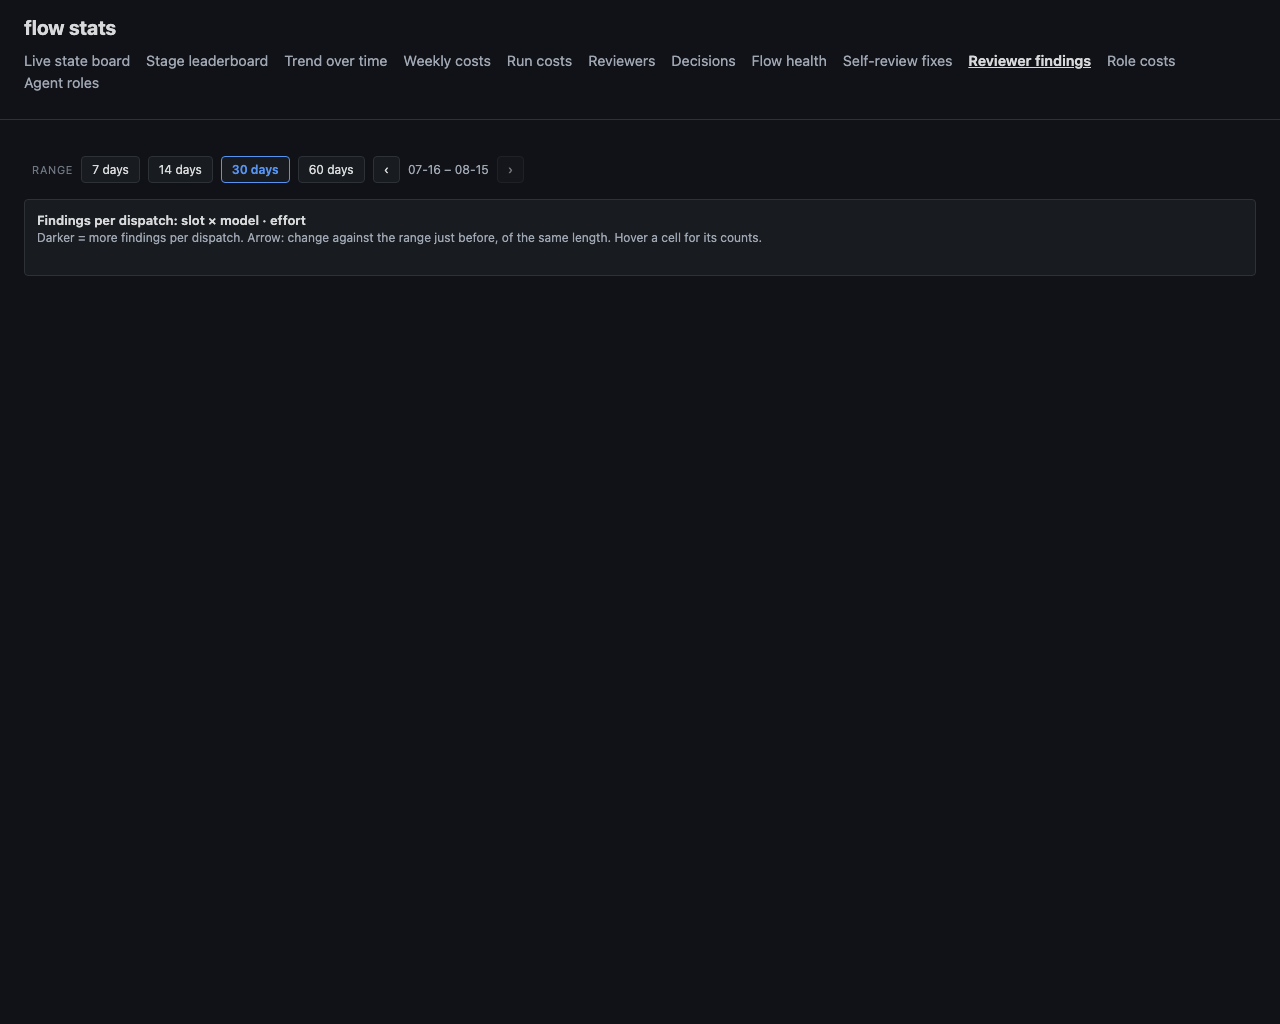 flow stats
Live state board Stage leaderboard Trend over time Weekly costs Run costs Reviewers Decisions Flow health Self-review fixes Reviewer findings Role costs
Agent roles
RANGE 7 days 14 days 30 days 60 days ‹ 07-16 – 08-15 ›
Findings per dispatch: slot × model · effort
Darker = more findings per dispatch. Arrow: change against the range just before, of the same length. Hover a cell for its counts.